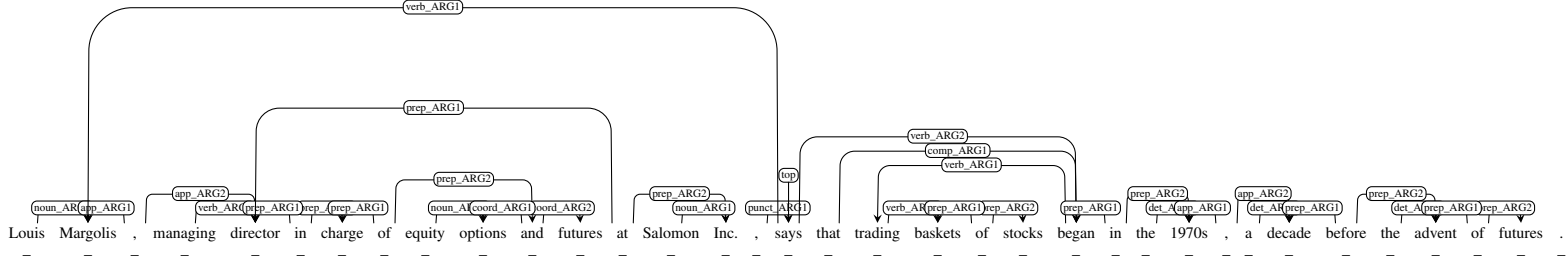 verb_ARG1
prep_ARG1
verb_ARG2
comp_ARG1
verb_ARG1
top
prep_ARG2
app_ARG2 prep_ARG2 prep_ARG2 app_ARG2 prep_ARG2
app_ARG1 prep_ARG1 prep_ARG1 coord_ARG1 noun_ARG1 punct_ARG1 prep_ARG1 prep_ARG1 app_ARG1 prep_ARG1 prep_ARG1
Louis Margolis , managing director in charge of equity options and futures at Salomon Inc. , says that trading baskets of stocks began in the 1970s , a decade before the advent of futures .